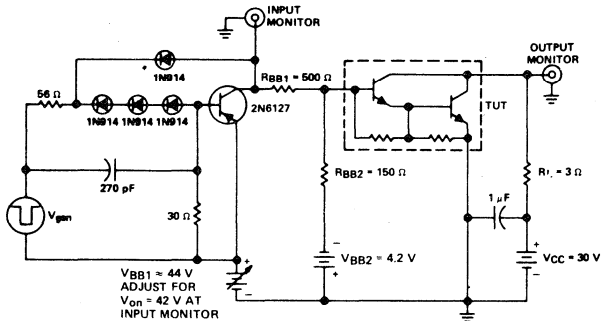 INPUT
MONITOR
OUTPUT
MONITOR
1N914
56 Ω
1N914 1N914 1N914
2N6127
RBB1 = 500 Ω
TUT
270 pF
30 Ω
Vgen
RBB2 = 150 Ω
1 μF
RL = 3 Ω
VBB1 ≈ 44 V
ADJUST FOR
Von = 42 V AT
INPUT MONITOR
VBB2 = 4.2 V
VCC = 30 V